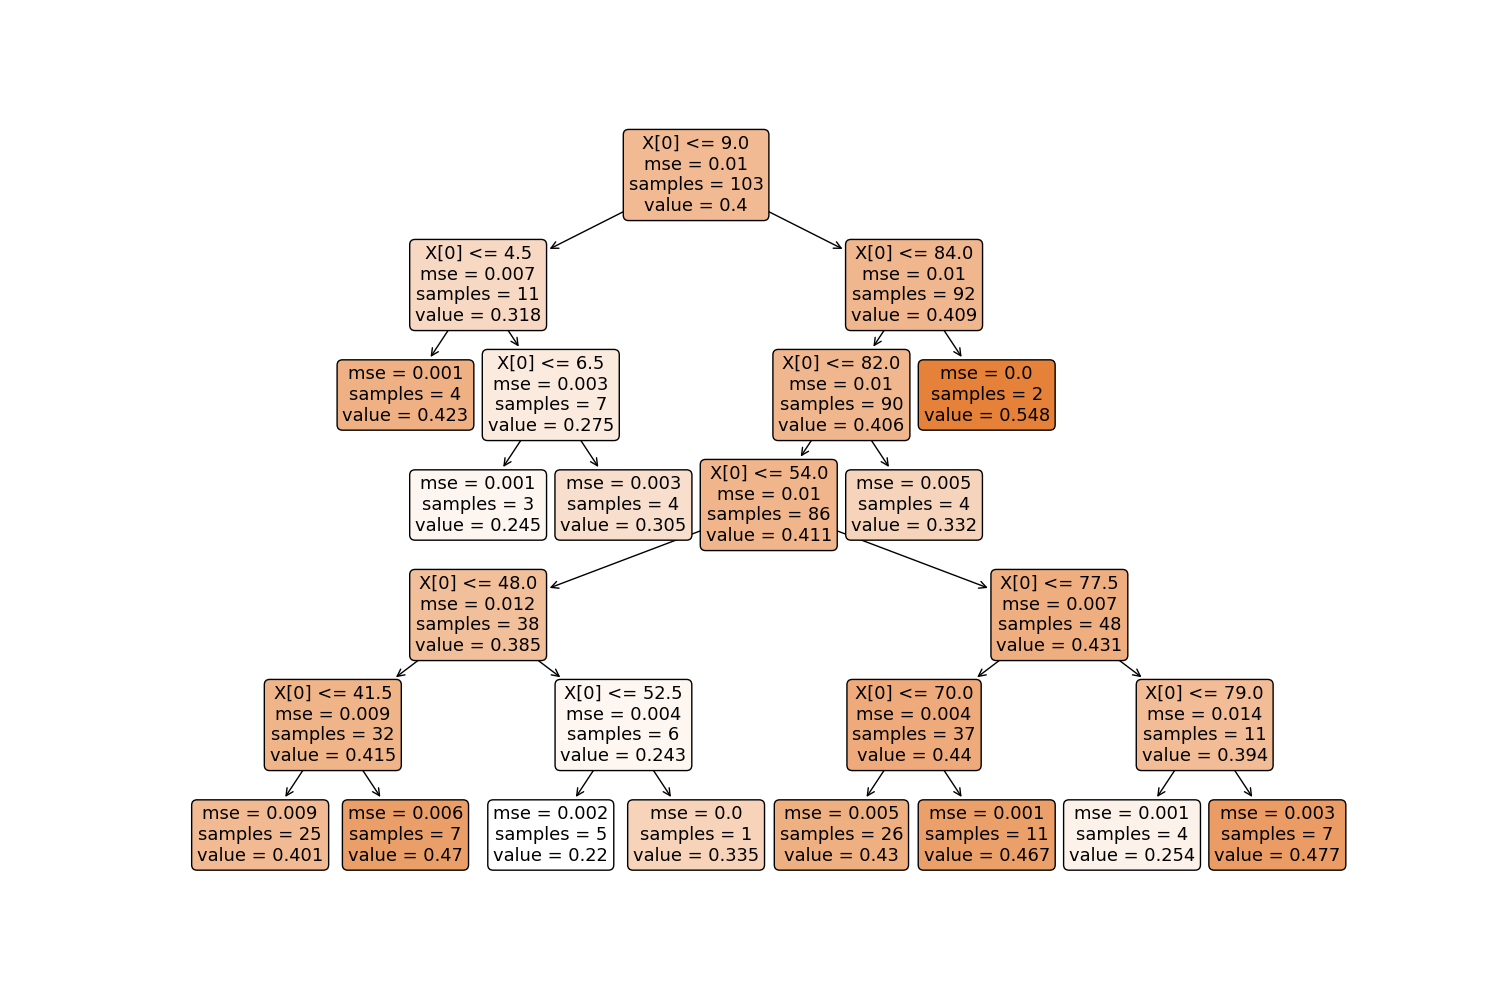 X[0] <= 9.0
mse = 0.01
samples = 103
value = 0.4
X[0] <= 4.5
mse = 0.007
samples = 11
value = 0.318
X[0] <= 84.0
mse = 0.01
samples = 92
value = 0.409
mse = 0.001
samples = 4
value = 0.423
X[0] <= 6.5
mse = 0.003
samples = 7
value = 0.275
X[0] <= 82.0
mse = 0.01
samples = 90
value = 0.406
mse = 0.0
samples = 2
value = 0.548
mse = 0.001
samples = 3
value = 0.245
mse = 0.003
samples = 4
value = 0.305
X[0] <= 54.0
mse = 0.01
samples = 86
value = 0.411
mse = 0.005
samples = 4
value = 0.332
X[0] <= 48.0
mse = 0.012
samples = 38
value = 0.385
X[0] <= 77.5
mse = 0.007
samples = 48
value = 0.431
X[0] <= 41.5
mse = 0.009
samples = 32
value = 0.415
X[0] <= 52.5
mse = 0.004
samples = 6
value = 0.243
X[0] <= 70.0
mse = 0.004
samples = 37
value = 0.44
X[0] <= 79.0
mse = 0.014
samples = 11
value = 0.394
mse = 0.009
samples = 25
value = 0.401
mse = 0.006
samples = 7
value = 0.47
mse = 0.002
samples = 5
value = 0.22
mse = 0.0
samples = 1
value = 0.335
mse = 0.005
samples = 26
value = 0.43
mse = 0.001
samples = 11
value = 0.467
mse = 0.001
samples = 4
value = 0.254
mse = 0.003
samples = 7
value = 0.477